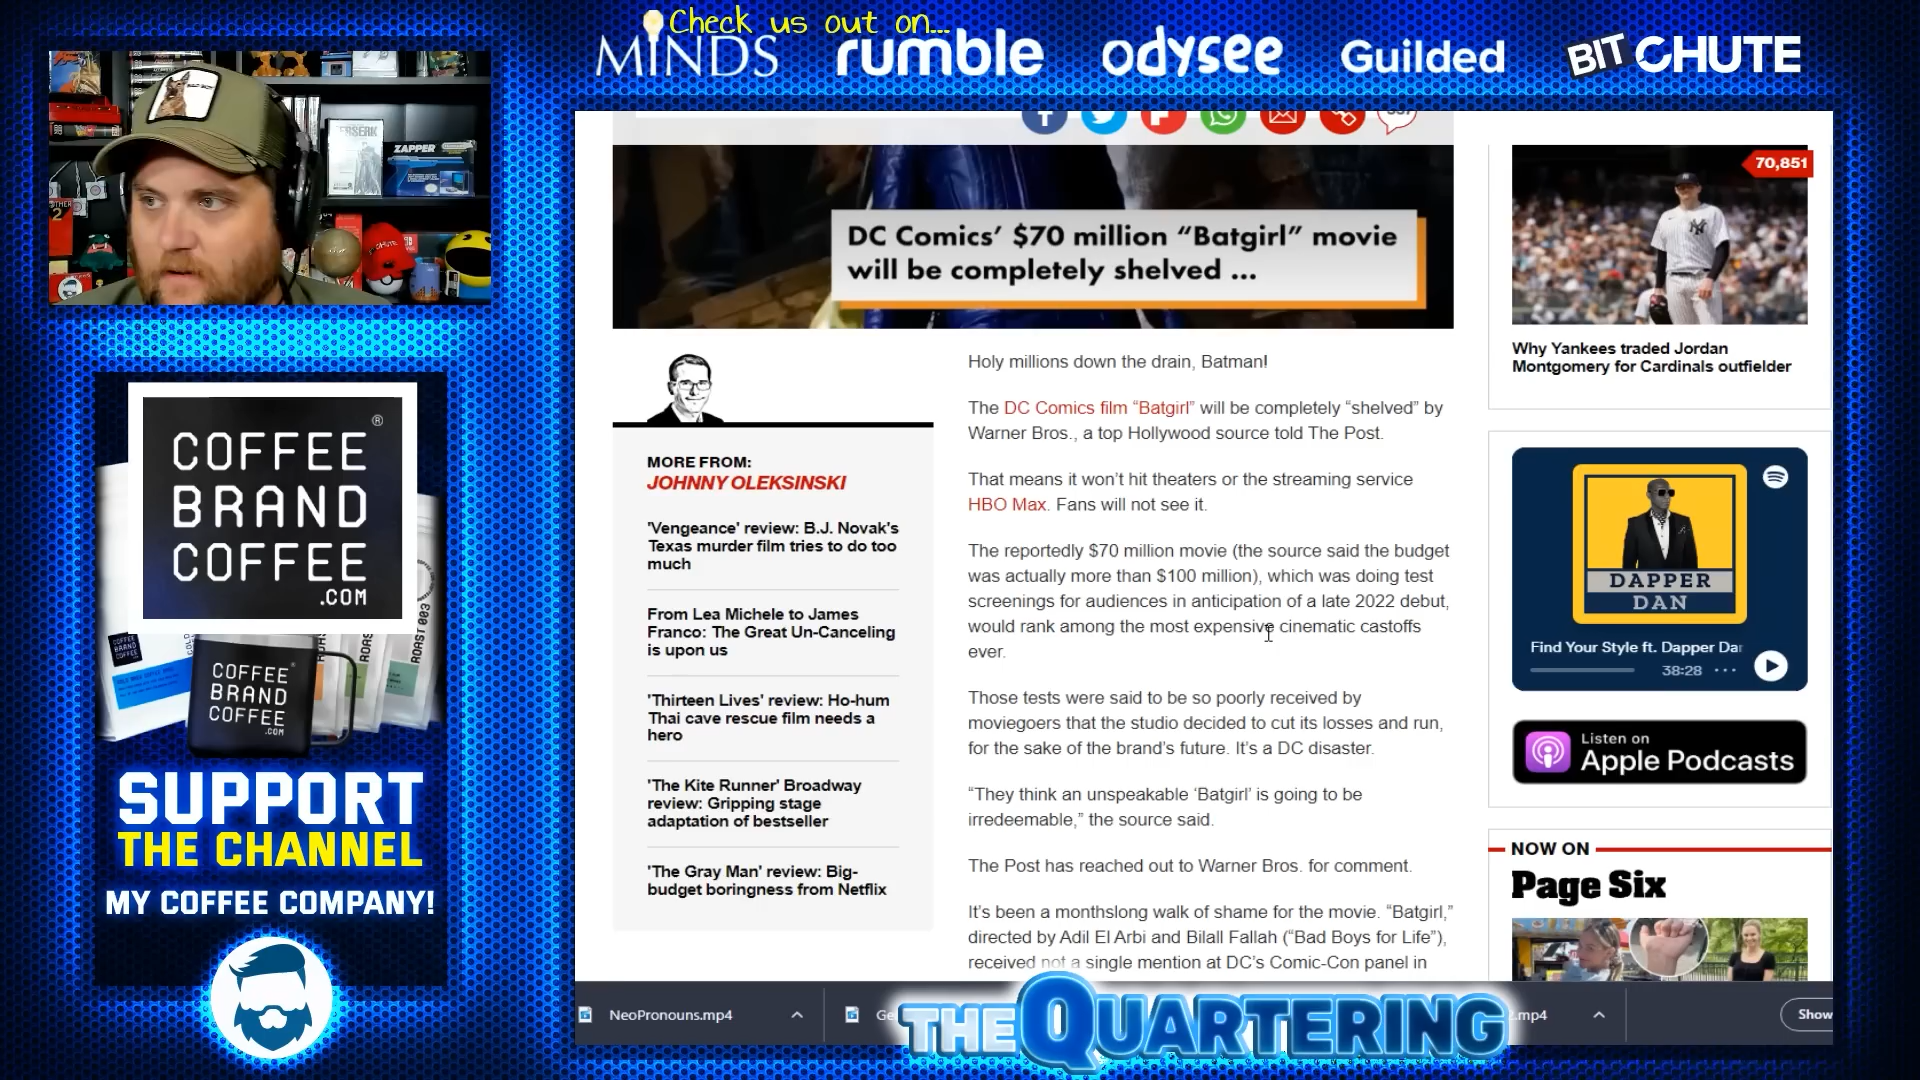 Check us out on...
MINDS
rumble
odysee
Guilded
BITCHUTE
ZAPPER
COFFEE
BRAND
COFFEE
.COM
®
COFFEE
BRAND
COFFEE
.COM
ROAST 003
SUPPORT
THE CHANNEL
MY COFFEE COMPANY!
DC Comics’ $70 million “Batgirl” movie
will be completely shelved ...
MORE FROM:
JOHNNY OLEKSINSKI
'Vengeance' review: B.J. Novak's
Texas murder film tries to do too
much
From Lea Michele to James
Franco: The Great Un-Canceling
is upon us
'Thirteen Lives' review: Ho-hum
Thai cave rescue film needs a
hero
'The Kite Runner' Broadway
review: Gripping stage
adaptation of bestseller
'The Gray Man' review: Big-
budget boringness from Netflix
Holy millions down the drain, Batman!
The DC Comics film “Batgirl” will be completely “shelved” by
Warner Bros., a top Hollywood source told The Post.
That means it won’t hit theaters or the streaming service
HBO Max. Fans will not see it.
The reportedly $70 million movie (the source said the budget
was actually more than $100 million), which was doing test
screenings for audiences in anticipation of a late 2022 debut,
would rank among the most expensive cinematic castoffs
ever.
Those tests were said to be so poorly received by
moviegoers that the studio decided to cut its losses and run,
for the sake of the brand’s future. It’s a DC disaster.
“They think an unspeakable ‘Batgirl’ is going to be
irredeemable,” the source said.
The Post has reached out to Warner Bros. for comment.
It’s been a monthslong walk of shame for the movie. “Batgirl,”
directed by Adil El Arbi and Bilall Fallah (“Bad Boys for Life”),
received not a single mention at DC’s Comic-Con panel in
70,851
Why Yankees traded Jordan
Montgomery for Cardinals outfielder
DAPPER
DAN
Find Your Style ft. Dapper Dar
38:28
Listen on
Apple Podcasts
NOW ON
Page Six
NeoPronouns.mp4
Ge
2.mp4
Show
THE QUARTERING